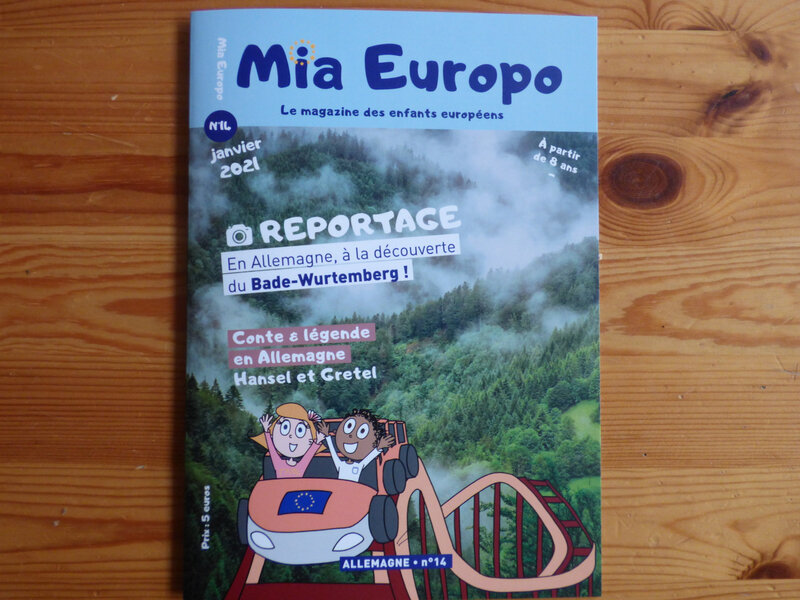 Mia Europo
Mia Europo
Le magazine des enfants européens
N°14
janvier
2021
À partir
de 8 ans
REPORTAGE
En Allemagne, à la découverte
du Bade-Wurtemberg !
Conte & légende
en Allemagne
Hansel et Gretel
Prix : 5 euros
ALLEMAGNE • n°14